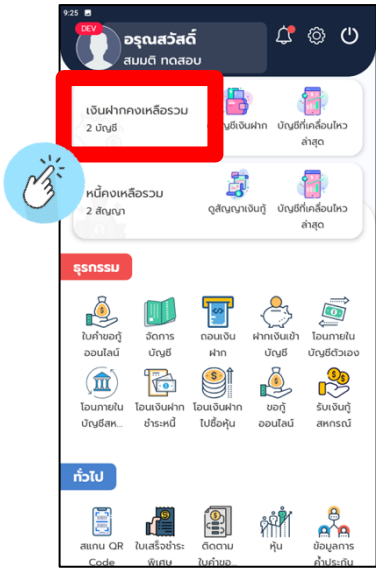 9:25
DEV
อรุณสวัสดิ์
สมมติ ทดสอบ
เงินฝากคงเหลือรวม
2 บัญชี
บัญชีเงินฝาก
บัญชีที่เคลื่อนไหว
ล่าสุด
หนี้คงเหลือรวม
2 สัญญา
ดูสัญญาเงินกู้
บัญชีที่เคลื่อนไหว
ล่าสุด
ธุรกรรม
ใบคำขอกู้
ออนไลน์
จัดการ
บัญชี
ถอนเงิน
ฝาก
ฝากเงินเข้า
บัญชี
โอนภายใน
บัญชีตัวเอง
โอนภายใน
บัญชีสห...
โอนเงินฝาก
ชำระหนี้
โอนเงินฝาก
ไปซื้อหุ้น
ขอกู้
ออนไลน์
รับเงินกู้
สหกรณ์
ทั่วไป
สแกน QR
Code
ใบเสร็จชำระ
พิเศษ
ติดตาม
ใบคำขอ...
หุ้น
ข้อมูลการ
ค้ำประกัน